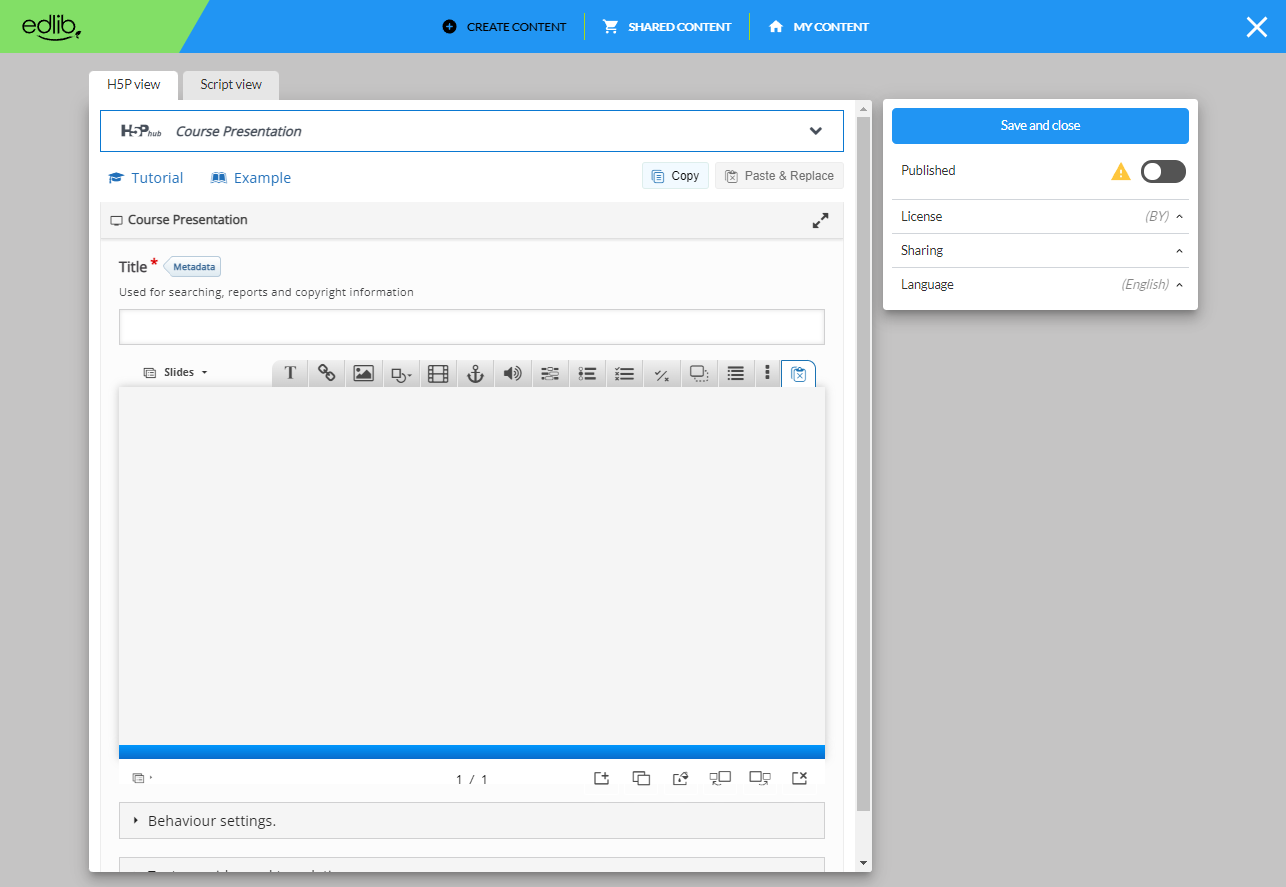 edlib
CREATE CONTENT
SHARED CONTENT
MY CONTENT
H5P view
Script view
H5P hub Course Presentation
Tutorial
Example
Copy
Paste & Replace
Course Presentation
Title *
Metadata
Used for searching, reports and copyright information
Slides
T
1 / 1
Behaviour settings.
Save and close
Published
License (BY)
Sharing
Language (English)